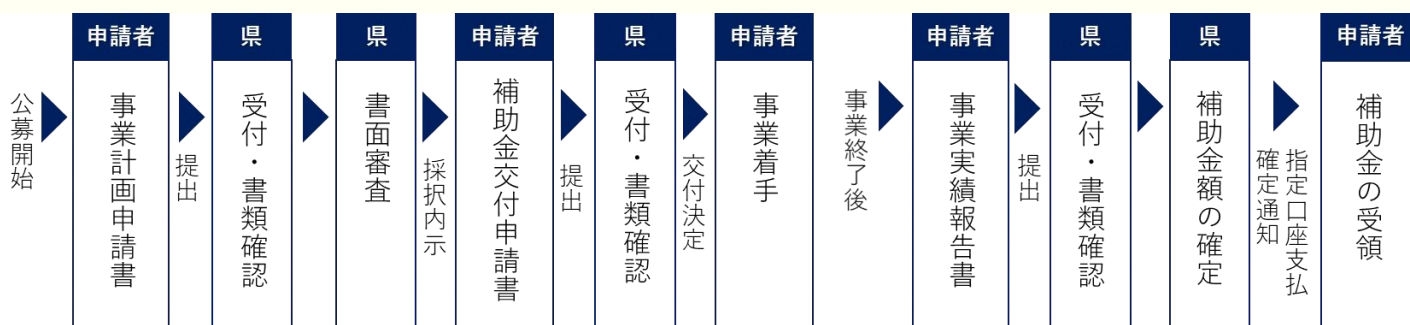 公募開始
申請者
事業計画申請書
提出
県
受付・書類確認
県
書面審査
採択内示
申請者
補助金交付申請書
提出
県
受付・書類確認
交付決定
申請者
事業着手
事業終了後
申請者
事業実績報告書
提出
県
受付・書類確認
県
補助金額の確定
指定口座支払
確定通知
申請者
補助金の受領